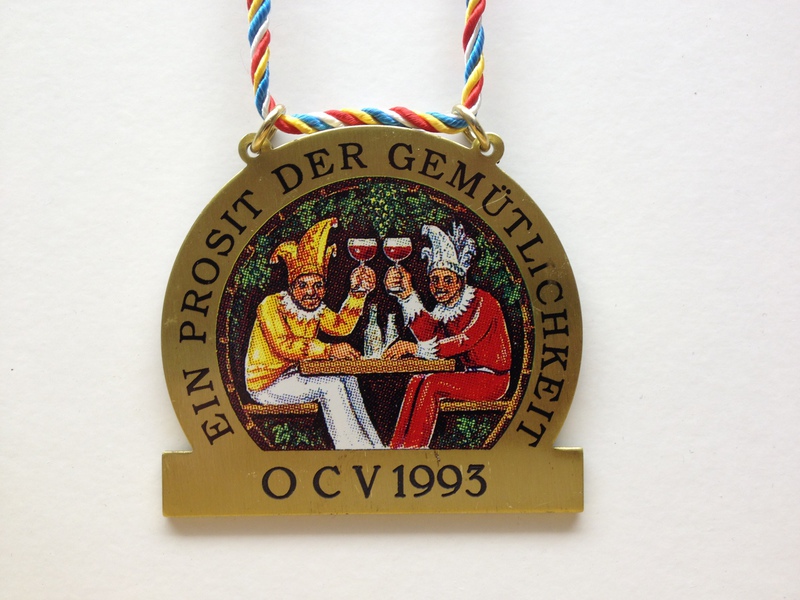 EIN PROSIT DER GEMÜTLICHKEIT
OCV 1993